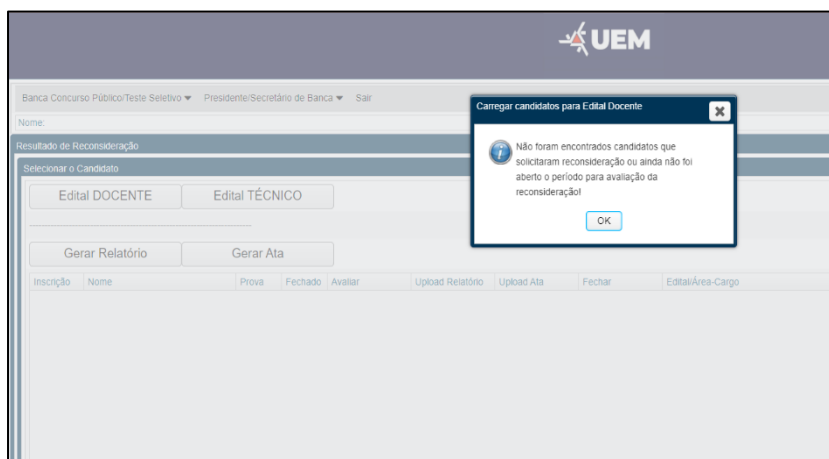 UEM
Banca Concurso Público/Teste Seletivo Presidente/Secretário de Banca Sair
Nome:
Resultado de Reconsideração
Selecionar o Candidato
Edital DOCENTE Edital TÉCNICO
Gerar Relatório Gerar Ata
Inscrição Nome Prova Fechado Avaliar Upload Relatório Upload Ata Fechar Edital/Área-Cargo
Carregar candidatos para Edital Docente
Não foram encontrados candidatos que
solicitaram reconsideração ou ainda não foi
aberto o período para avaliação da
reconsideração!
OK